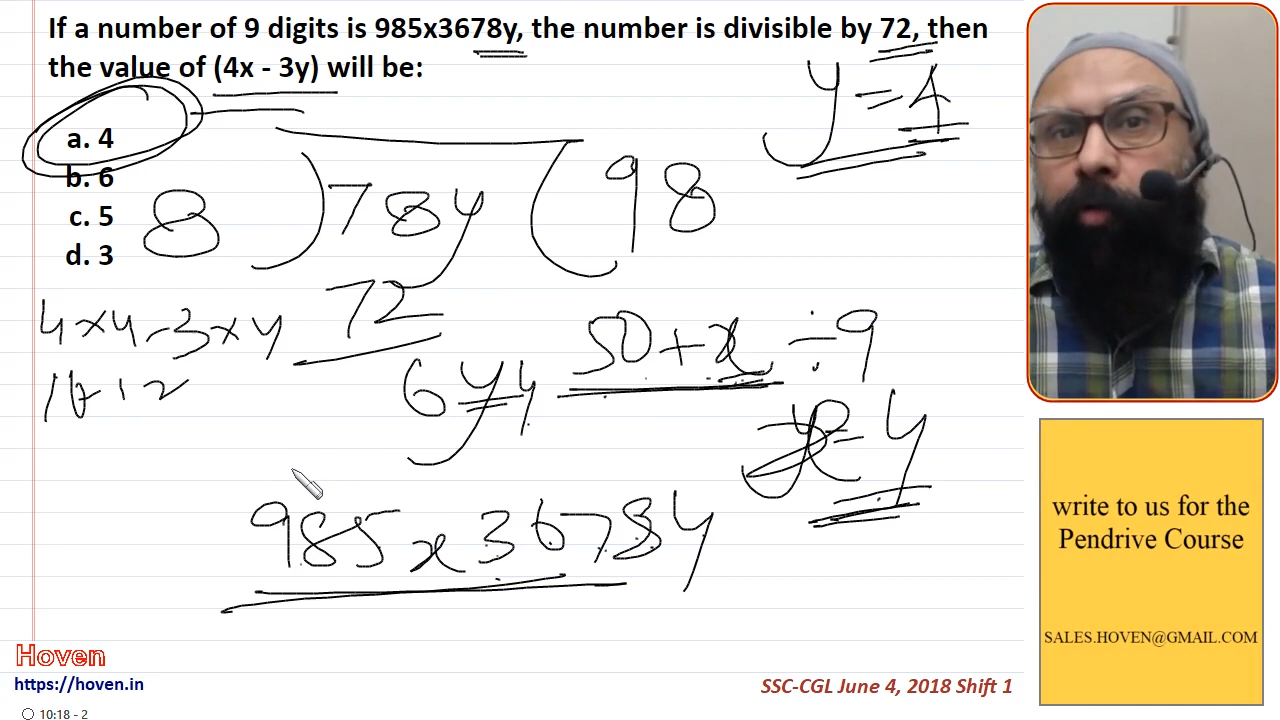 If a number of 9 digits is 985x3678y, the number is divisible by 72, then
the value of (4x - 3y) will be:
y = 4
a. 4
b. 6
c. 5
d. 3
8 ) 78y ( 98
72
6y4
4 × 4 - 3 × 4
50 + x ÷ 9
x = 4
985x36784
write to us for the
Pendrive Course
SALES.HOVEN@GMAIL.COM
Hoven
https://hoven.in
SSC-CGL June 4, 2018 Shift 1
10:18 - 2